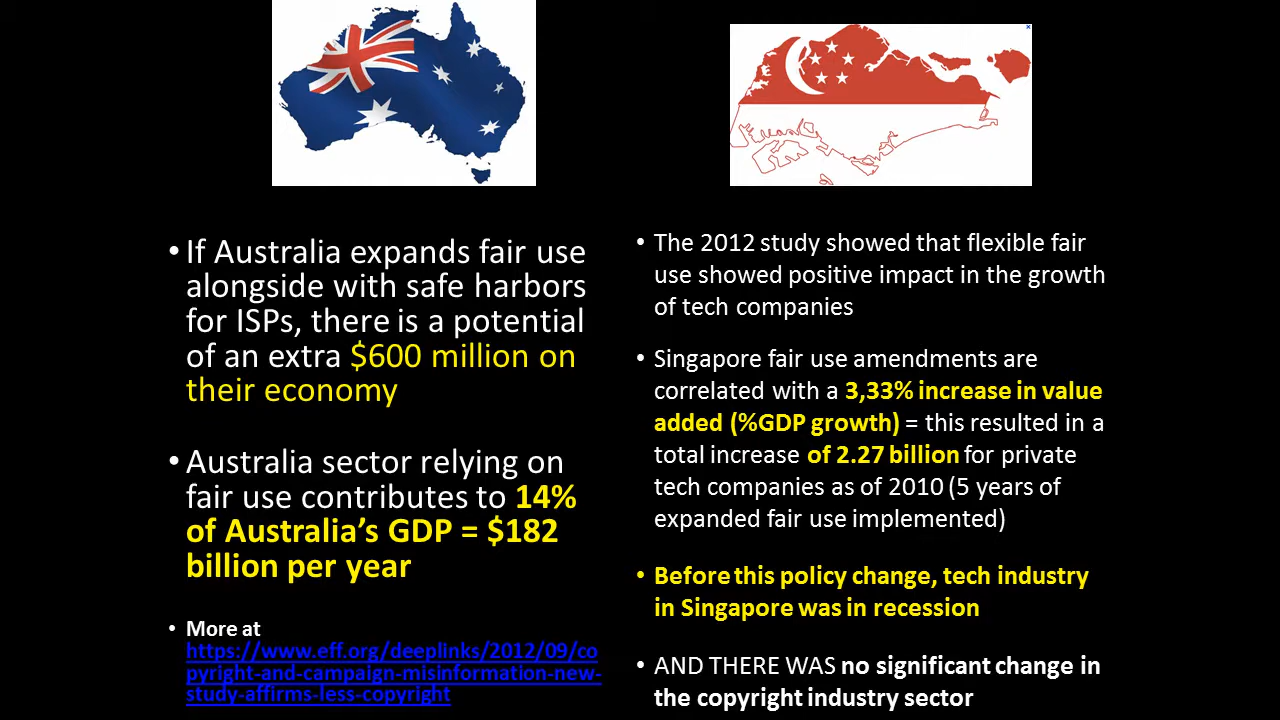 • If Australia expands fair use
alongside with safe harbors
for ISPs, there is a potential
of an extra $600 million on
their economy
• Australia sector relying on
fair use contributes to 14%
of Australia's GDP = $182
billion per year
• More at
https://www.eff.org/deeplinks/2012/09/co
pyright-and-campaign-misinformation-new-
study-affirms-less-copyright
• The 2012 study showed that flexible fair
use showed positive impact in the growth
of tech companies
• Singapore fair use amendments are
correlated with a 3,33% increase in value
added (%GDP growth) = this resulted in a
total increase of 2.27 billion for private
tech companies as of 2010 (5 years of
expanded fair use implemented)
• Before this policy change, tech industry
in Singapore was in recession
• AND THERE WAS no significant change in
the copyright industry sector